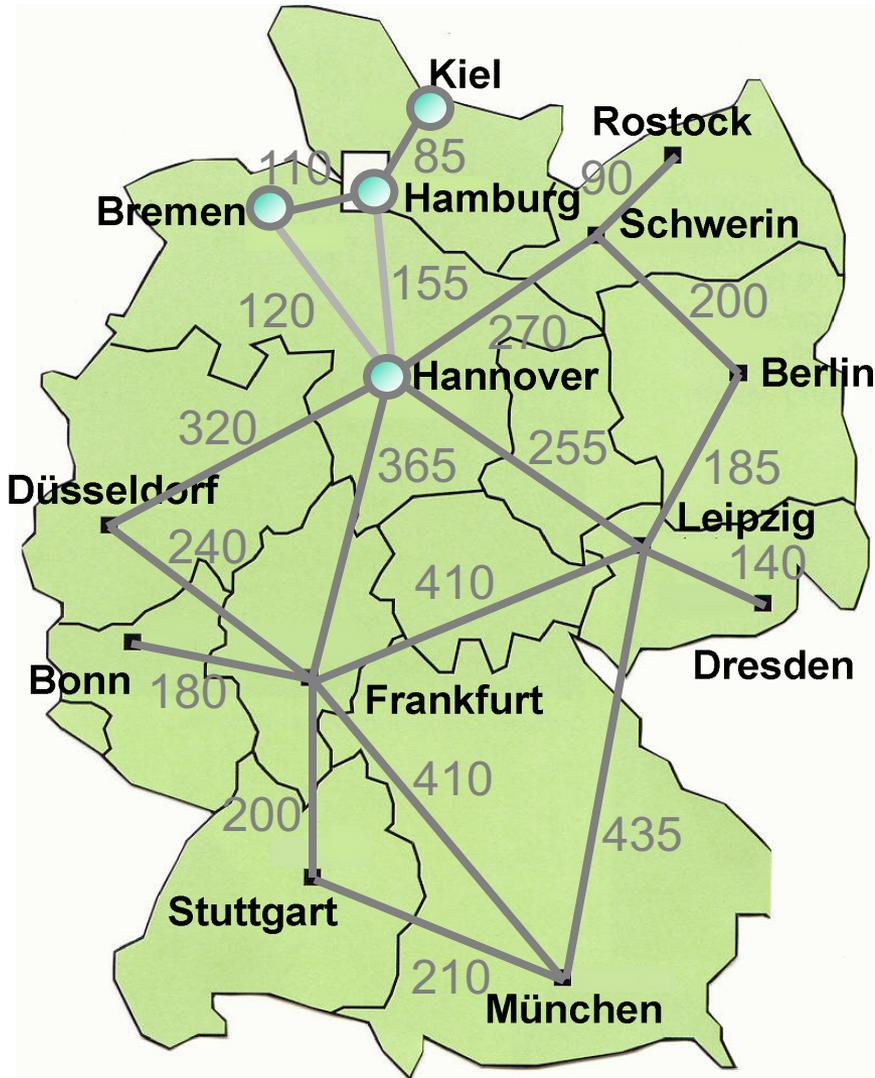 Kiel
Rostock
110
85
90
Bremen
Hamburg
Schwerin
155
200
120
270
Hannover
Berlin
320
365
255
185
Düsseldorf
Leipzig
240
410
140
Bonn
180
Frankfurt
Dresden
410
200
435
Stuttgart
210
München